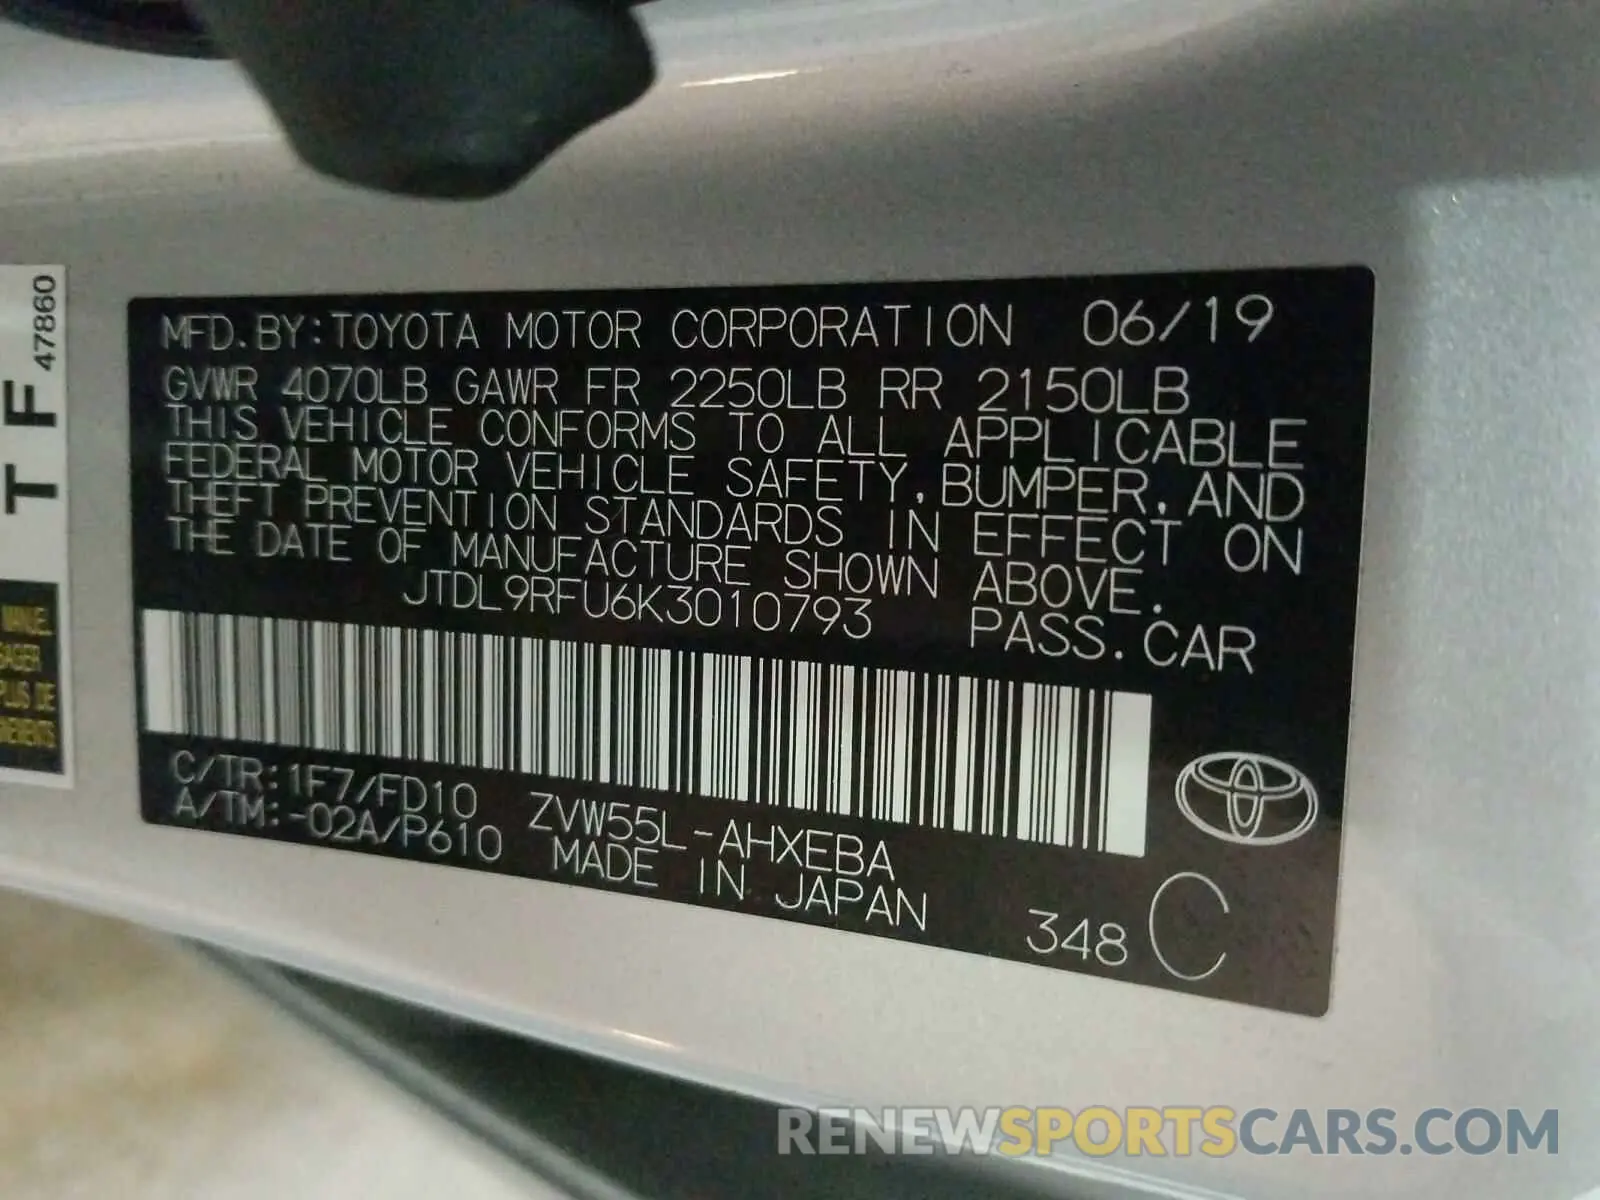 MFD. BY: TOYOTA MOTOR CORPORATION 06/19
GVWR 4070LB GAWR FR 2250LB RR 2150LB
THIS VEHICLE CONFORMS TO ALL APPLICABLE
FEDERAL MOTOR VEHICLE SAFETY, BUMPER, AND
THEFT PREVENTION STANDARDS IN EFFECT ON
THE DATE OF MANUFACTURE SHOWN ABOVE.
JTDL9RFU6K3010793 PASS. CAR
C/TR: 1F7/FD10 ZVW55L-AHXEBA
A/TM: -02A/P610 MADE IN JAPAN
348 C
T F 47860
PLUS DE
RENEWSPORTSCARS.COM